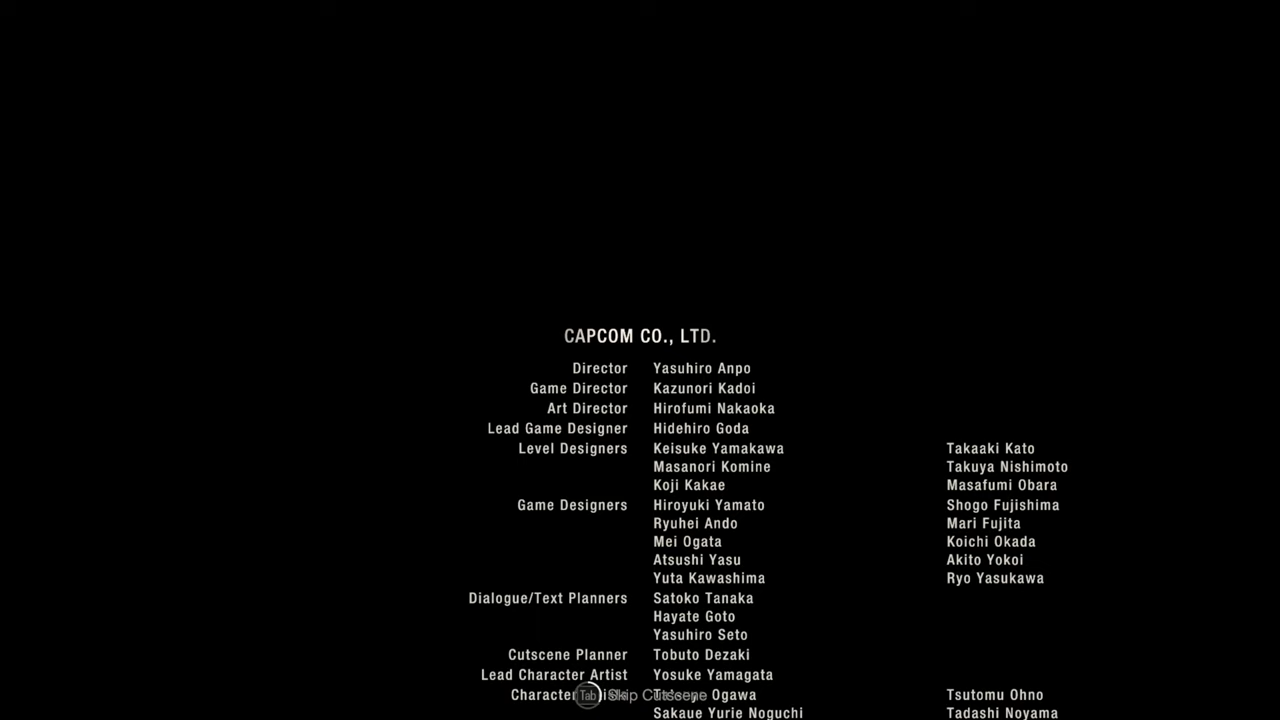 CAPCOM CO., LTD.
Director Yasuhiro Anpo
Game Director Kazunori Kadoi
Art Director Hirofumi Nakaoka
Lead Game Designer Hidehiro Goda
Level Designers Keisuke Yamakawa Takaaki Kato
Masanori Komine Takuya Nishimoto
Koji Kakae Masafumi Obara
Game Designers Hiroyuki Yamato Shogo Fujishima
Ryuhei Ando Mari Fujita
Mei Ogata Koichi Okada
Atsushi Yasu Akito Yokoi
Yuta Kawashima Ryo Yasukawa
Dialogue/Text Planners Satoko Tanaka
Hayate Goto
Yasuhiro Seto
Cutscene Planner Tobuto Dezaki
Lead Character Artist Yosuke Yamagata
Character Ogawa Tsutomu Ohno
Tab Skip Cutscene
Sakaue Yurie Noguchi Tadashi Noyama